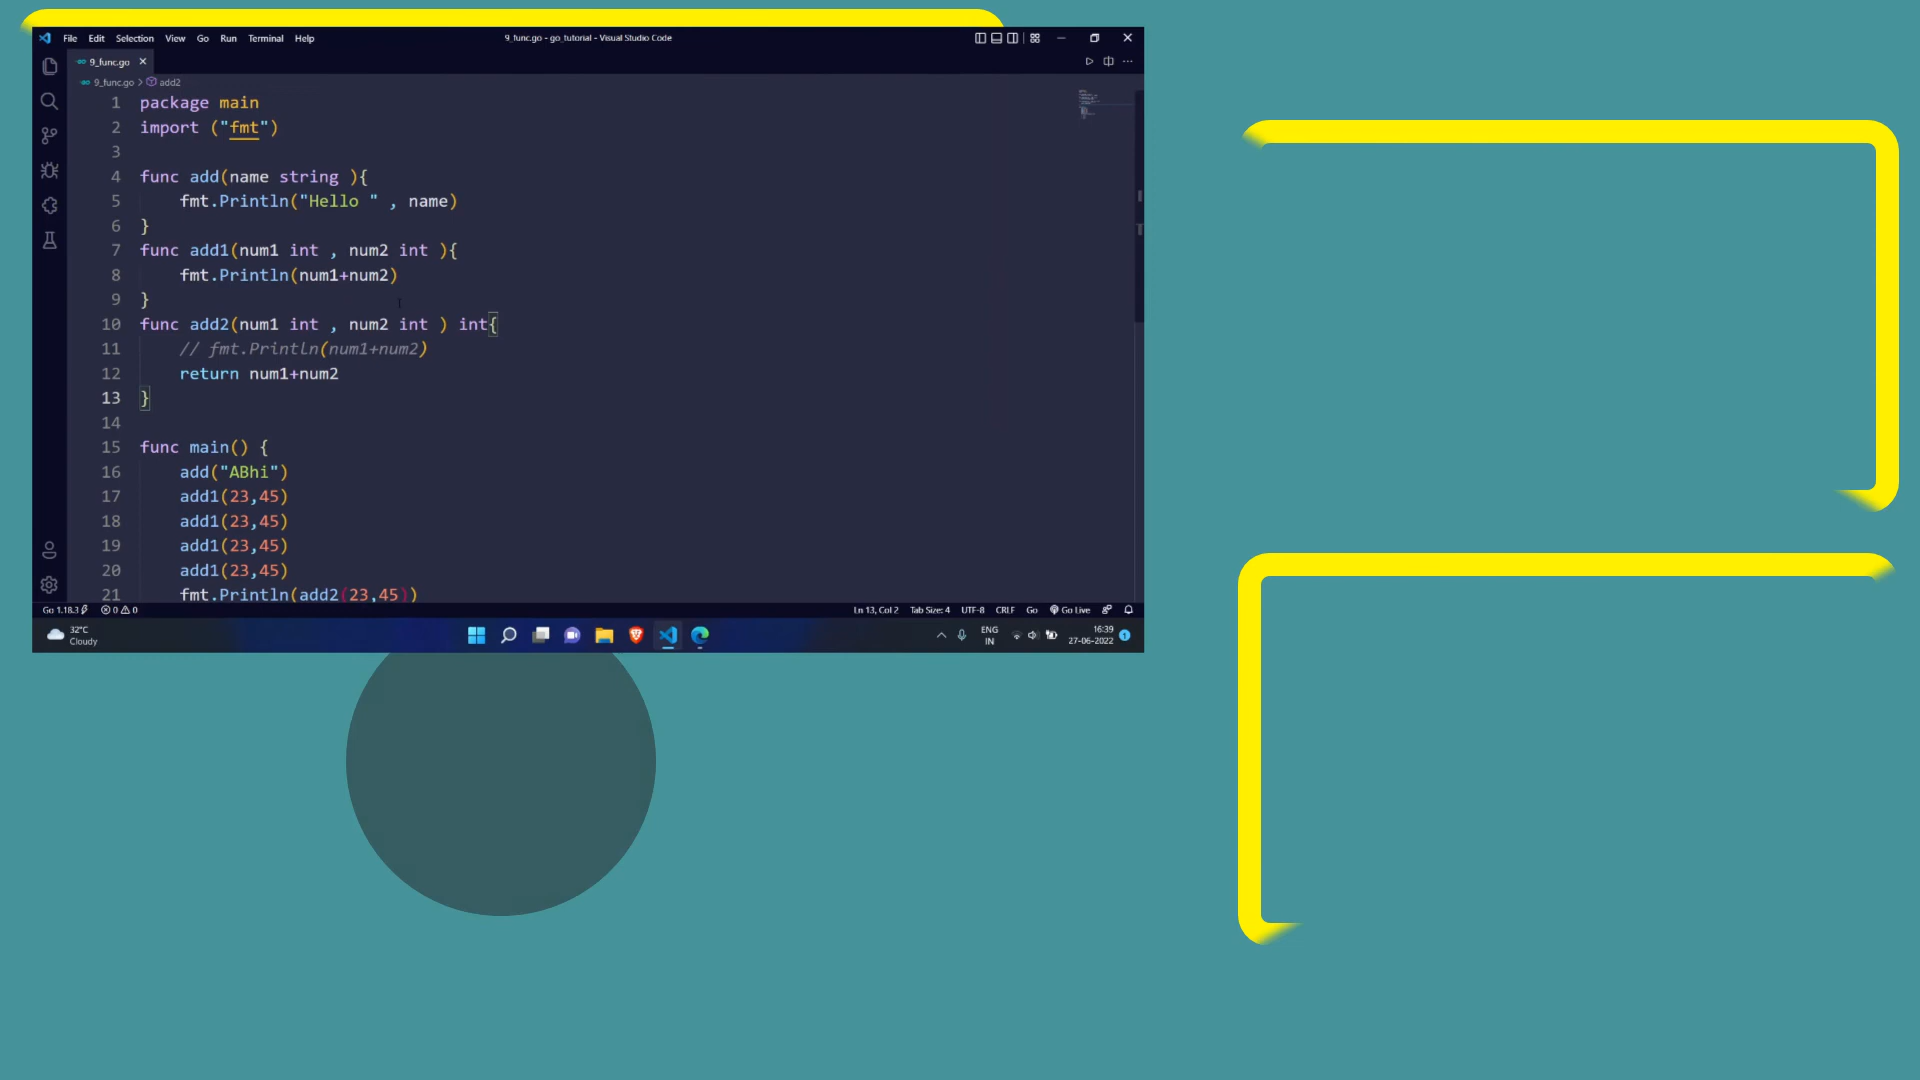 File Edit Selection View Go Run Terminal Help
9_func.go - go_tutorial - Visual Studio Code
9_func.go
9_func.go > add2
1 package main
2 import ("fmt")
3
4 func add(name string ){
5 fmt.Println("Hello " , name)
6 }
7 func add1(num1 int , num2 int ){
8 fmt.Println(num1+num2)
9 }
10 func add2(num1 int , num2 int ) int{
11 // fmt.Println(num1+num2)
12 return num1+num2
13 }
14
15 func main() {
16 add("ABhi")
17 add1(23,45)
18 add1(23,45)
19 add1(23,45)
20 add1(23,45)
21 fmt.Println(add2(23,45))
Go 1.18.3 0 0 Ln 13, Col 2 Tab Size: 4 UTF-8 CRLF Go Go Live
32°C
Cloudy
ENG
IN
16:39
27-06-2022
1